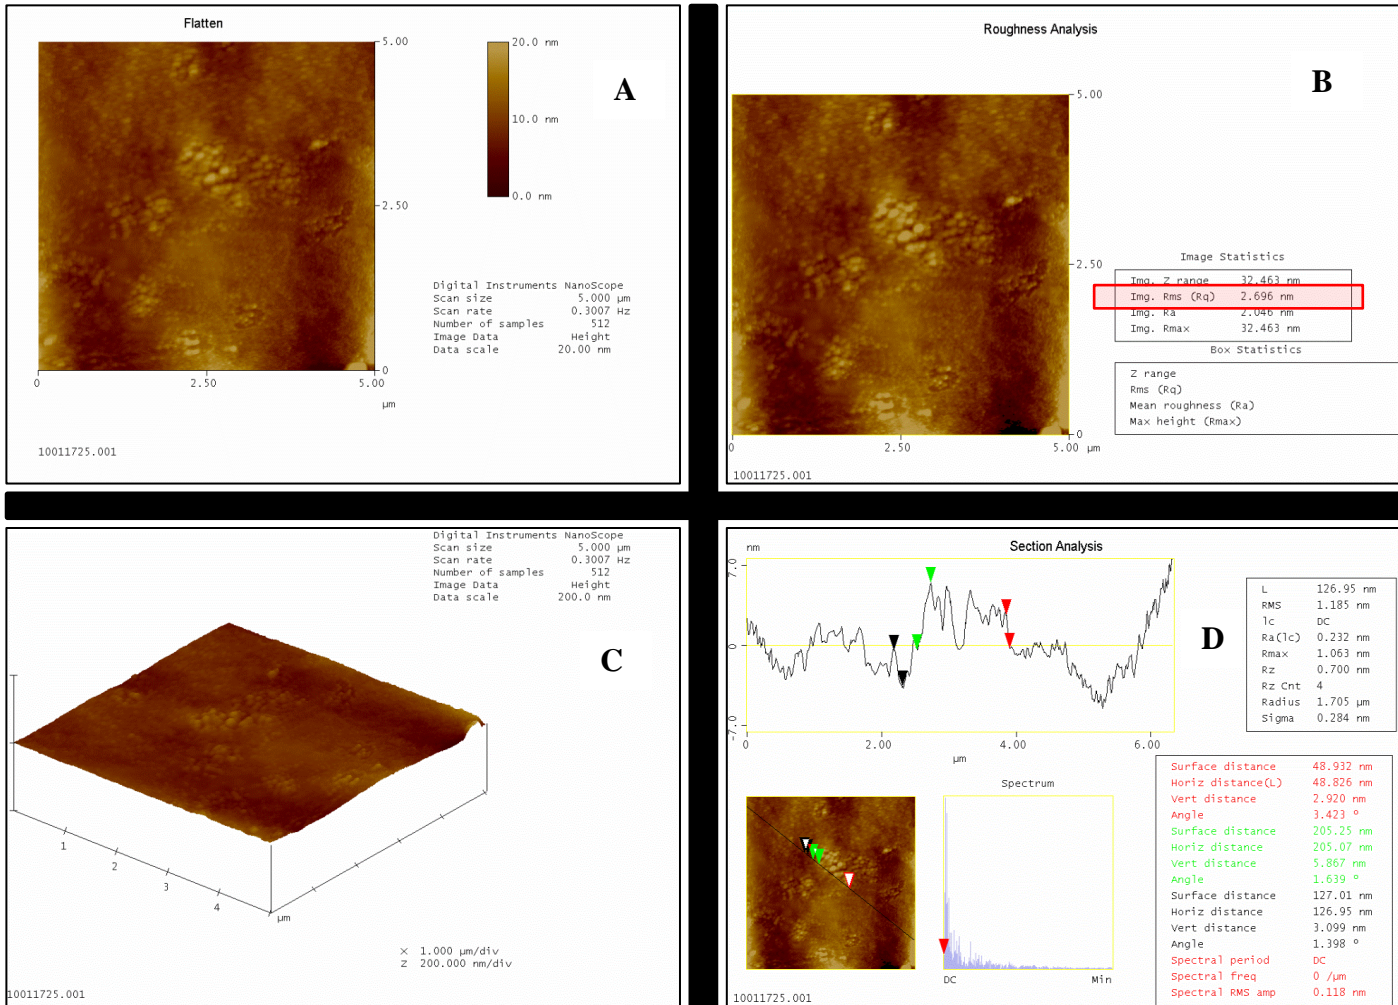 Flatten
5.00
20.0 nm
A
10.0 nm
2.50
0.0 nm
Digital Instruments NanoScope
Scan size 5.000 µm
Scan rate 0.3007 Hz
Number of samples 512
Image Data Height
Data scale 20.00 nm
0
0 2.50 5.00
µm
10011725.001
Roughness Analysis
B
5.00
2.50
Image Statistics
Img. Z range 32.463 nm
Img. Rms (Rq) 2.696 nm
Img. Ra 2.046 nm
Img. Rmax 32.463 nm
Box Statistics
Z range
Rms (Rq)
Mean roughness (Ra)
Max height (Rmax)
0
0 2.50 5.00 µm
10011725.001
Digital Instruments NanoScope
Scan size 5.000 µm
Scan rate 0.3007 Hz
Number of samples 512
Image Data Height
Data scale 200.0 nm
C
1
2
3
4
µm
X 1.000 µm/div
Z 200.000 nm/div
10011725.001
Section Analysis
nm
7.0
0
-7.0
0 2.00 4.00 6.00
µm
D
L 126.95 nm
RMS 1.185 nm
lc DC
Ra(lc) 0.232 nm
Rmax 1.063 nm
Rz 0.700 nm
Rz Cnt 4
Radius 1.705 µm
Sigma 0.284 nm
Spectrum
DC Min
Surface distance 48.932 nm
Horiz distance(L) 48.826 nm
Vert distance 2.920 nm
Angle 3.423 °
Surface distance 205.25 nm
Horiz distance 205.07 nm
Vert distance 5.867 nm
Angle 1.639 °
Surface distance 127.01 nm
Horiz distance 126.95 nm
Vert distance 3.099 nm
Angle 1.398 °
Spectral period DC
Spectral freq 0 /µm
Spectral RMS amp 0.118 nm
10011725.001